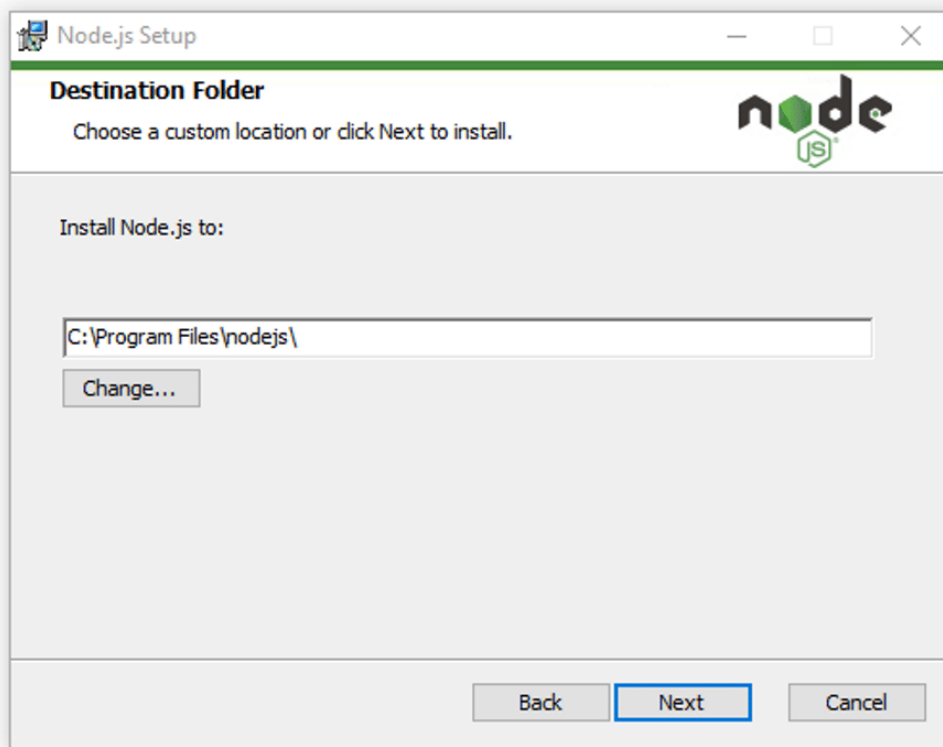 Node.js Setup
Destination Folder
Choose a custom location or click Next to install.
node
JS
Install Node.js to:
C:\Program Files\nodejs\
Change...
Back
Next
Cancel